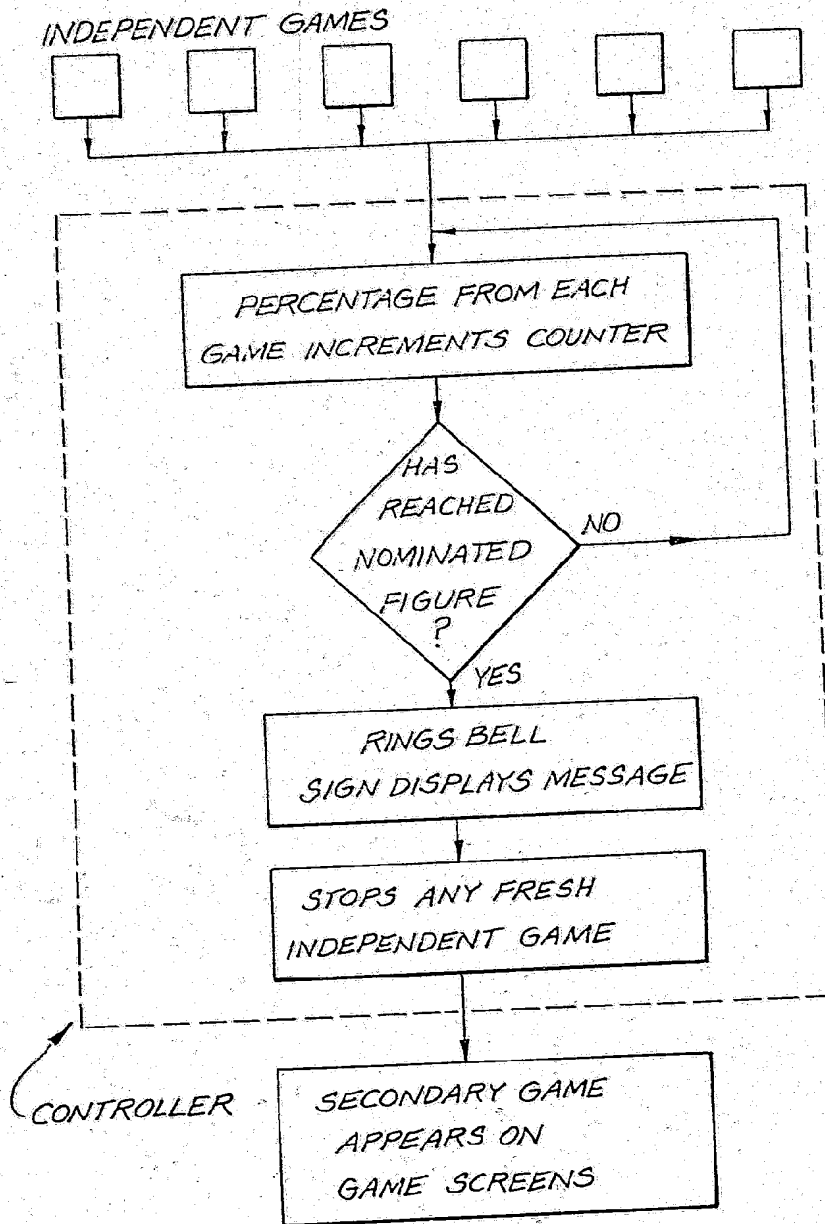 INDEPENDENT GAMES
PERCENTAGE FROM EACH
GAME INCREMENTS COUNTER
HAS
REACHED
NOMINATED
FIGURE
?
NO
YES
RINGS BELL
SIGN DISPLAYS MESSAGE
STOPS ANY FRESH
INDEPENDENT GAME
CONTROLLER
SECONDARY GAME
APPEARS ON
GAME SCREENS